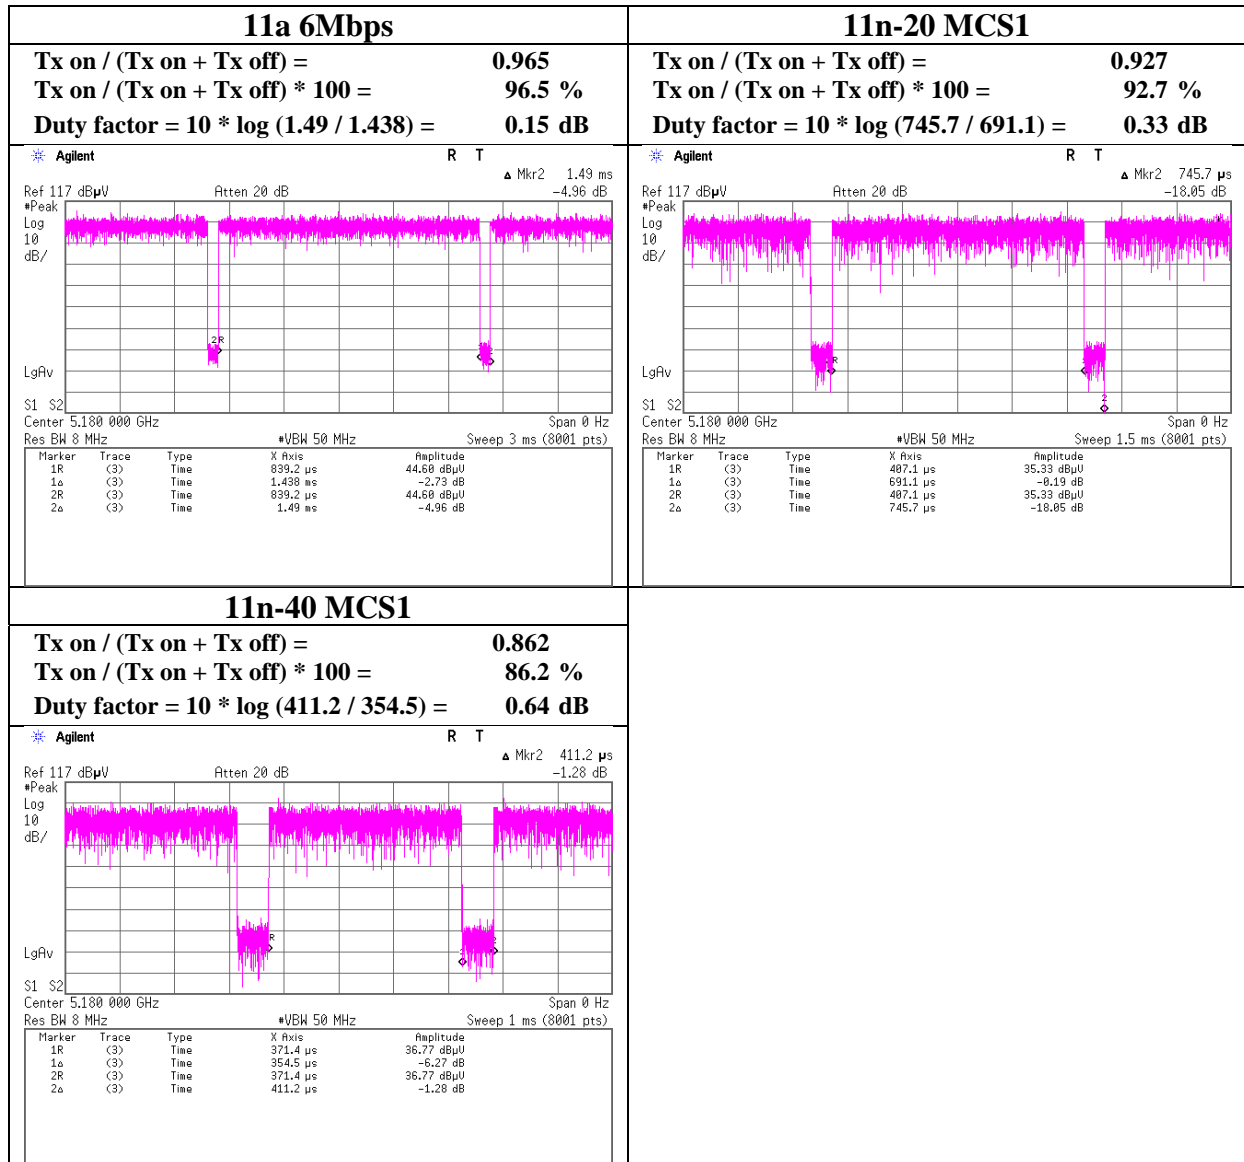 11a 6Mbps
Tx on / (Tx on + Tx off) = 0.965
Tx on / (Tx on + Tx off) * 100 = 96.5 %
Duty factor = 10 * log (1.49 / 1.438) = 0.15 dB
Agilent R T
Δ Mkr2 1.49 ms
Ref 117 dBµV Atten 20 dB -4.96 dB
#Peak
Log
10
dB/
2R
LgAv
S1 S2
Center 5.180 000 GHz Span 0 Hz
Res BW 8 MHz #VBW 50 MHz Sweep 3 ms (8001 pts)
Marker Trace Type X Axis Amplitude
1R (3) Time 839.2 µs 44.60 dBµV
1Δ (3) Time 1.438 ms -2.73 dB
2R (3) Time 839.2 µs 44.60 dBµV
2Δ (3) Time 1.49 ms -4.96 dB
11n-20 MCS1
Tx on / (Tx on + Tx off) = 0.927
Tx on / (Tx on + Tx off) * 100 = 92.7 %
Duty factor = 10 * log (745.7 / 691.1) = 0.33 dB
Agilent R T
Δ Mkr2 745.7 µs
Ref 117 dBµV Atten 20 dB -18.05 dB
#Peak
Log
10
dB/
R
LgAv
2
S1 S2
Center 5.180 000 GHz Span 0 Hz
Res BW 8 MHz #VBW 50 MHz Sweep 1.5 ms (8001 pts)
Marker Trace Type X Axis Amplitude
1R (3) Time 407.1 µs 35.33 dBµV
1Δ (3) Time 691.1 µs -0.19 dB
2R (3) Time 407.1 µs 35.33 dBµV
2Δ (3) Time 745.7 µs -18.05 dB
11n-40 MCS1
Tx on / (Tx on + Tx off) = 0.862
Tx on / (Tx on + Tx off) * 100 = 86.2 %
Duty factor = 10 * log (411.2 / 354.5) = 0.64 dB
Agilent R T
Δ Mkr2 411.2 µs
Ref 117 dBµV Atten 20 dB -1.28 dB
#Peak
Log
10
dB/
R
LgAv
S1 S2
Center 5.180 000 GHz Span 0 Hz
Res BW 8 MHz #VBW 50 MHz Sweep 1 ms (8001 pts)
Marker Trace Type X Axis Amplitude
1R (3) Time 371.4 µs 36.77 dBµV
1Δ (3) Time 354.5 µs -6.27 dB
2R (3) Time 371.4 µs 36.77 dBµV
2Δ (3) Time 411.2 µs -1.28 dB